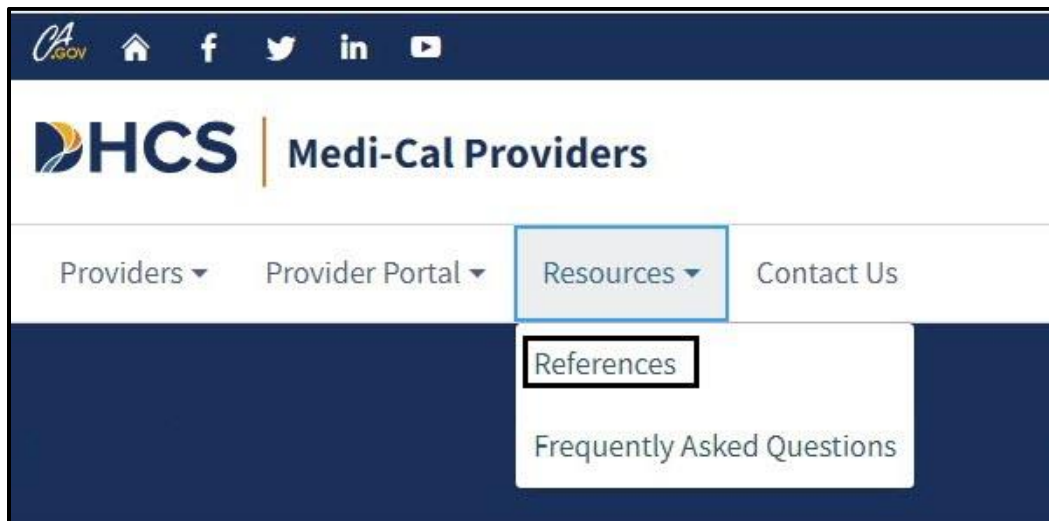 CA.GOV
DHCS Medi-Cal Providers
Providers Provider Portal Resources Contact Us
References
Frequently Asked Questions